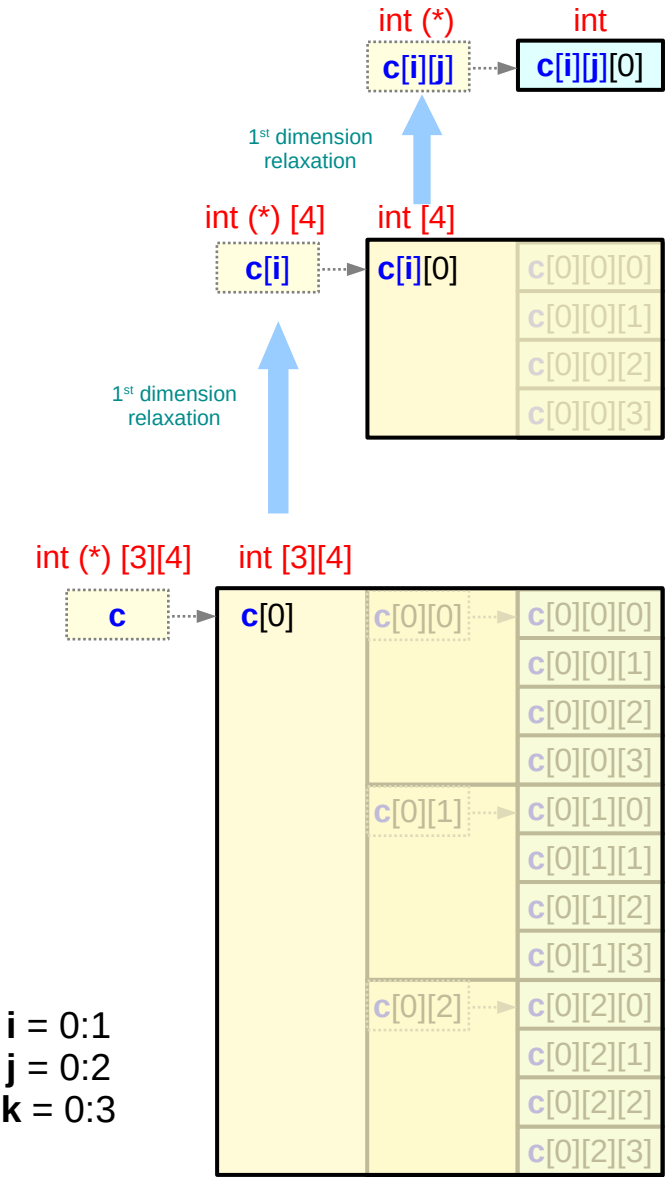 int (*) int
c[i][j] c[i][j][0]
1st dimension
relaxation
int (*) [4] int [4]
c[i] c[i][0] c[0][0][0]
c[0][0][1]
c[0][0][2]
c[0][0][3]
1st dimension
relaxation
int (*) [3][4] int [3][4]
c c[0] c[0][0] c[0][0][0]
c[0][0][1]
c[0][0][2]
c[0][0][3]
c[0][1] c[0][1][0]
c[0][1][1]
c[0][1][2]
c[0][1][3]
c[0][2] c[0][2][0]
c[0][2][1]
c[0][2][2]
c[0][2][3]
i = 0:1
j = 0:2
k = 0:3